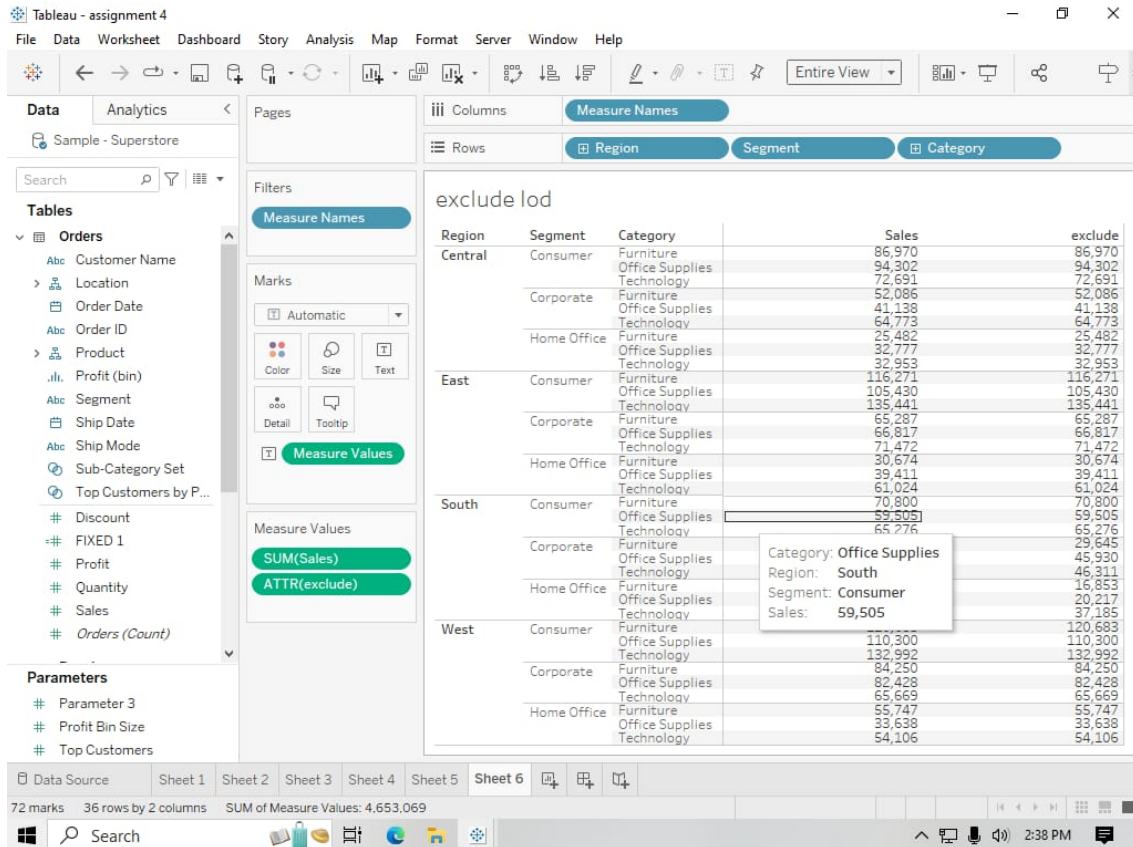 Tableau - assignment 4
File Data Worksheet Dashboard Story Analysis Map Format Server Window Help
Entire View
Data Analytics
Sample - Superstore
Search
Tables
Orders
Abc Customer Name
Location
Order Date
Abc Order ID
Product
Profit (bin)
Abc Segment
Ship Date
Abc Ship Mode
Sub-Category Set
Top Customers by P...
# Discount
=# FIXED 1
# Profit
# Quantity
# Sales
# Orders (Count)
Parameters
# Parameter 3
# Profit Bin Size
# Top Customers
Pages
Filters
Measure Names
Marks
Automatic
Color Size Text
Detail Tooltip
Measure Values
Measure Values
SUM(Sales)
ATTR(exclude)
Columns Measure Names
Rows Region Segment Category
exclude lod
Region Segment Category Sales exclude
Central Consumer Furniture 86,970 86,970
Office Supplies 94,302 94,302
Technology 72,691 72,691
Corporate Furniture 52,086 52,086
Office Supplies 41,138 41,138
Technology 64,773 64,773
Home Office Furniture 25,482 25,482
Office Supplies 32,777 32,777
Technology 32,953 32,953
East Consumer Furniture 116,271 116,271
Office Supplies 105,430 105,430
Technology 135,441 135,441
Corporate Furniture 65,287 65,287
Office Supplies 66,817 66,817
Technology 71,472 71,472
Home Office Furniture 30,674 30,674
Office Supplies 39,411 39,411
Technology 61,024 61,024
South Consumer Furniture 70,800 70,800
Office Supplies 59,505 59,505
Technology 65,276 65,276
Corporate Furniture 29,645
Office Supplies 45,930
Technology 46,311
Home Office Furniture 16,853
Office Supplies 20,217
Technology 37,185
West Consumer Furniture 120,683
Office Supplies 110,300 110,300
Technology 132,992 132,992
Corporate Furniture 84,250 84,250
Office Supplies 82,428 82,428
Technology 65,669 65,669
Home Office Furniture 55,747 55,747
Office Supplies 33,638 33,638
Technology 54,106 54,106
Category: Office Supplies
Region: South
Segment: Consumer
Sales: 59,505
Data Source Sheet 1 Sheet 2 Sheet 3 Sheet 4 Sheet 5 Sheet 6
72 marks 36 rows by 2 columns SUM of Measure Values: 4,653,069
Search
2:38 PM